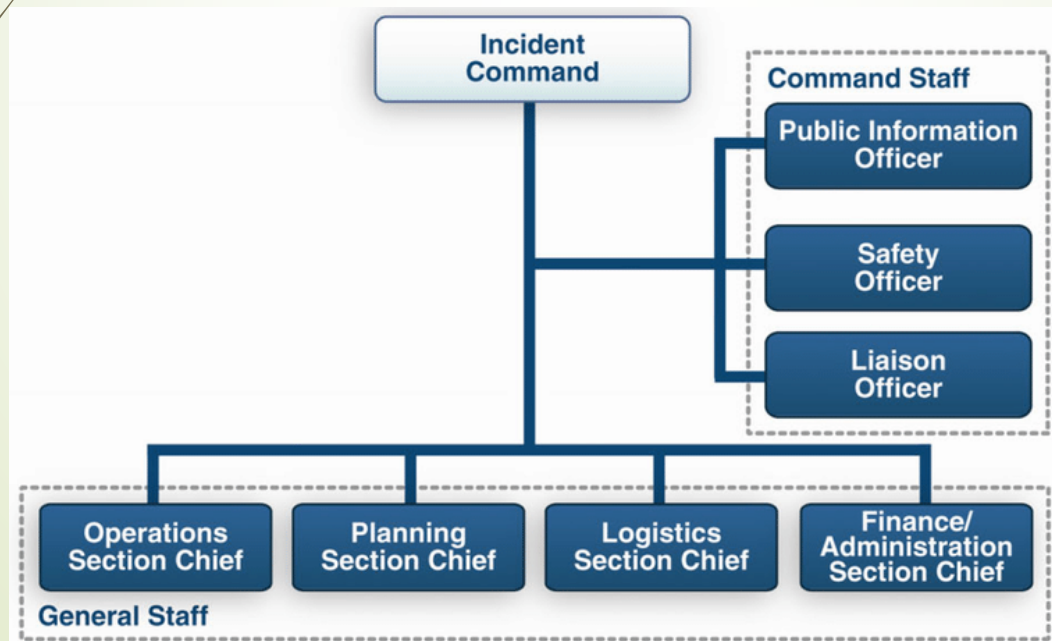 Incident
Command
Command Staff
Public Information
Officer
Safety
Officer
Liaison
Officer
Operations
Section Chief
Planning
Section Chief
Logistics
Section Chief
Finance/
Administration
Section Chief
General Staff